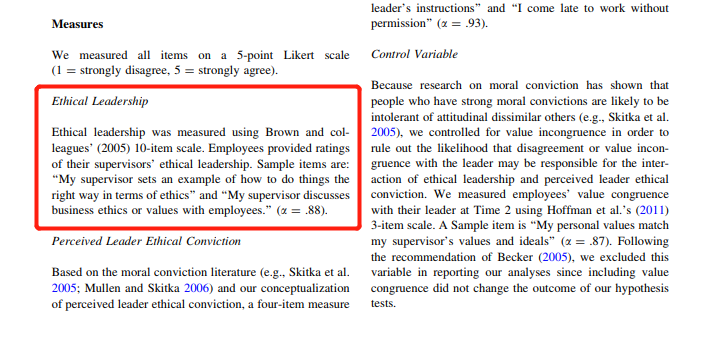 Measures
We measured all items on a 5-point Likert scale
(1 = strongly disagree, 5 = strongly agree).
Ethical Leadership
Ethical leadership was measured using Brown and col-
leagues' (2005) 10-item scale. Employees provided ratings
of their supervisors' ethical leadership. Sample items are:
“My supervisor sets an example of how to do things the
right way in terms of ethics” and “My supervisor discusses
business ethics or values with employees.” (α = .88).
Perceived Leader Ethical Conviction
Based on the moral conviction literature (e.g., Skitka et al.
2005; Mullen and Skitka 2006) and our conceptualization
of perceived leader ethical conviction, a four-item measure
leader's instructions” and “I come late to work without
permission” (α = .93).
Control Variable
Because research on moral conviction has shown that
people who have strong moral convictions are likely to be
intolerant of attitudinal dissimilar others (e.g., Skitka et al.
2005), we controlled for value incongruence in order to
rule out the likelihood that disagreement or value incon-
gruence with the leader may be responsible for the inter-
action of ethical leadership and perceived leader ethical
conviction. We measured employees' value congruence
with their leader at Time 2 using Hoffman et al.'s (2011)
3-item scale. A Sample item is “My personal values match
my supervisor's values and ideals” (α = .87). Following
the recommendation of Becker (2005), we excluded this
variable in reporting our analyses since including value
congruence did not change the outcome of our hypothesis
tests.